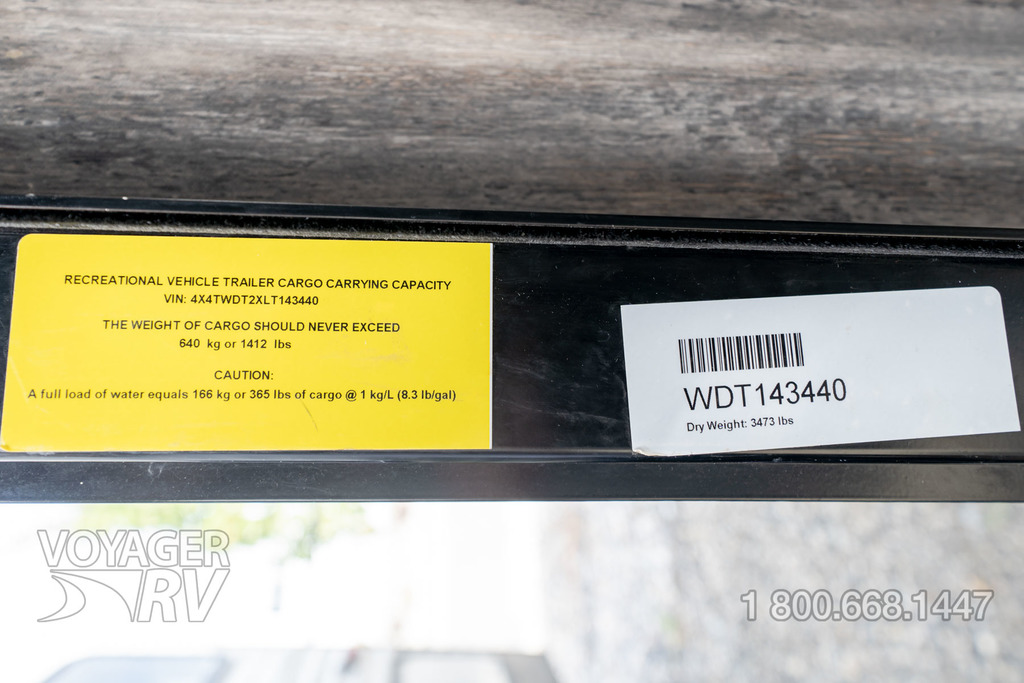 RECREATIONAL VEHICLE TRAILER CARGO CARRYING CAPACITY
VIN: 4X4TWDT2XLT143440
THE WEIGHT OF CARGO SHOULD NEVER EXCEED
640 kg or 1412 lbs
CAUTION:
A full load of water equals 166 kg or 365 lbs of cargo @ 1 kg/L (8.3 lb/gal)
WDT143440
Dry Weight: 3473 lbs
VOYAGER
RV
1 800.668.1447